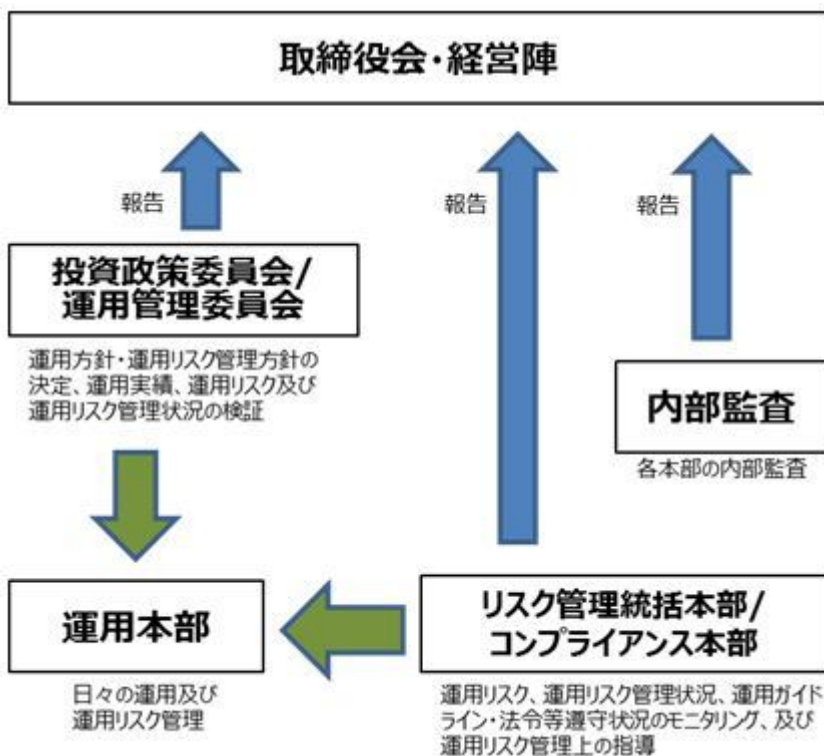 取締役会・経営陣
報告
報告
報告
投資政策委員会/
運用管理委員会
運用方針・運用リスク管理方針の
決定、運用実績、運用リスク及び
運用リスク管理状況の検証
内部監査
各本部の内部監査
運用本部
日々の運用及び
運用リスク管理
リスク管理統括本部/
コンプライアンス本部
運用リスク、運用リスク管理状況、運用ガイド
ライン・法令等遵守状況のモニタリング、及び
運用リスク管理上の指導